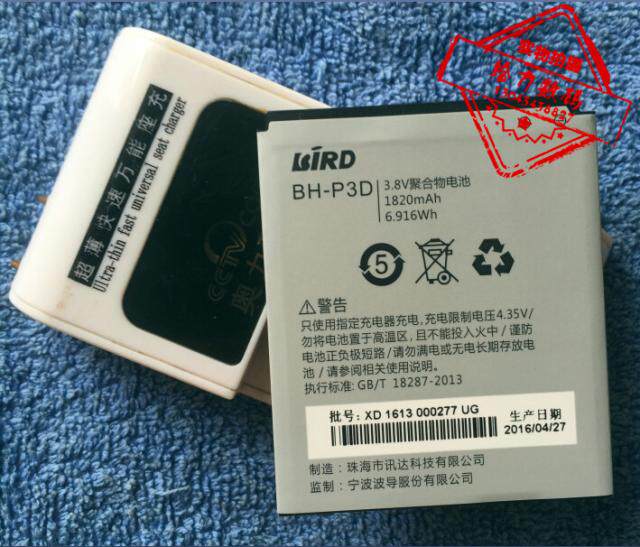 超薄快速万能座充
Ultra-thin fast universal seat charger
CCTV
BIRD
BH-P3D
3.8V聚合物电池
1820mAh
6.916Wh
5
警告
只使用指定充电器充电,充电限制电压4.35V/
勿将电池置于高温区,且不能投入火中/谨防
电池正负极短路/请勿满电或无电长期存放电
池/请参阅相关使用说明。
执行标准: GB/T 18287-2013
批号: XD 1613 000277 UG
生产日期
2016/04/27
制造: 珠海市讯达科技有限公司
监制: 宁波波导股份有限公司
实物拍摄